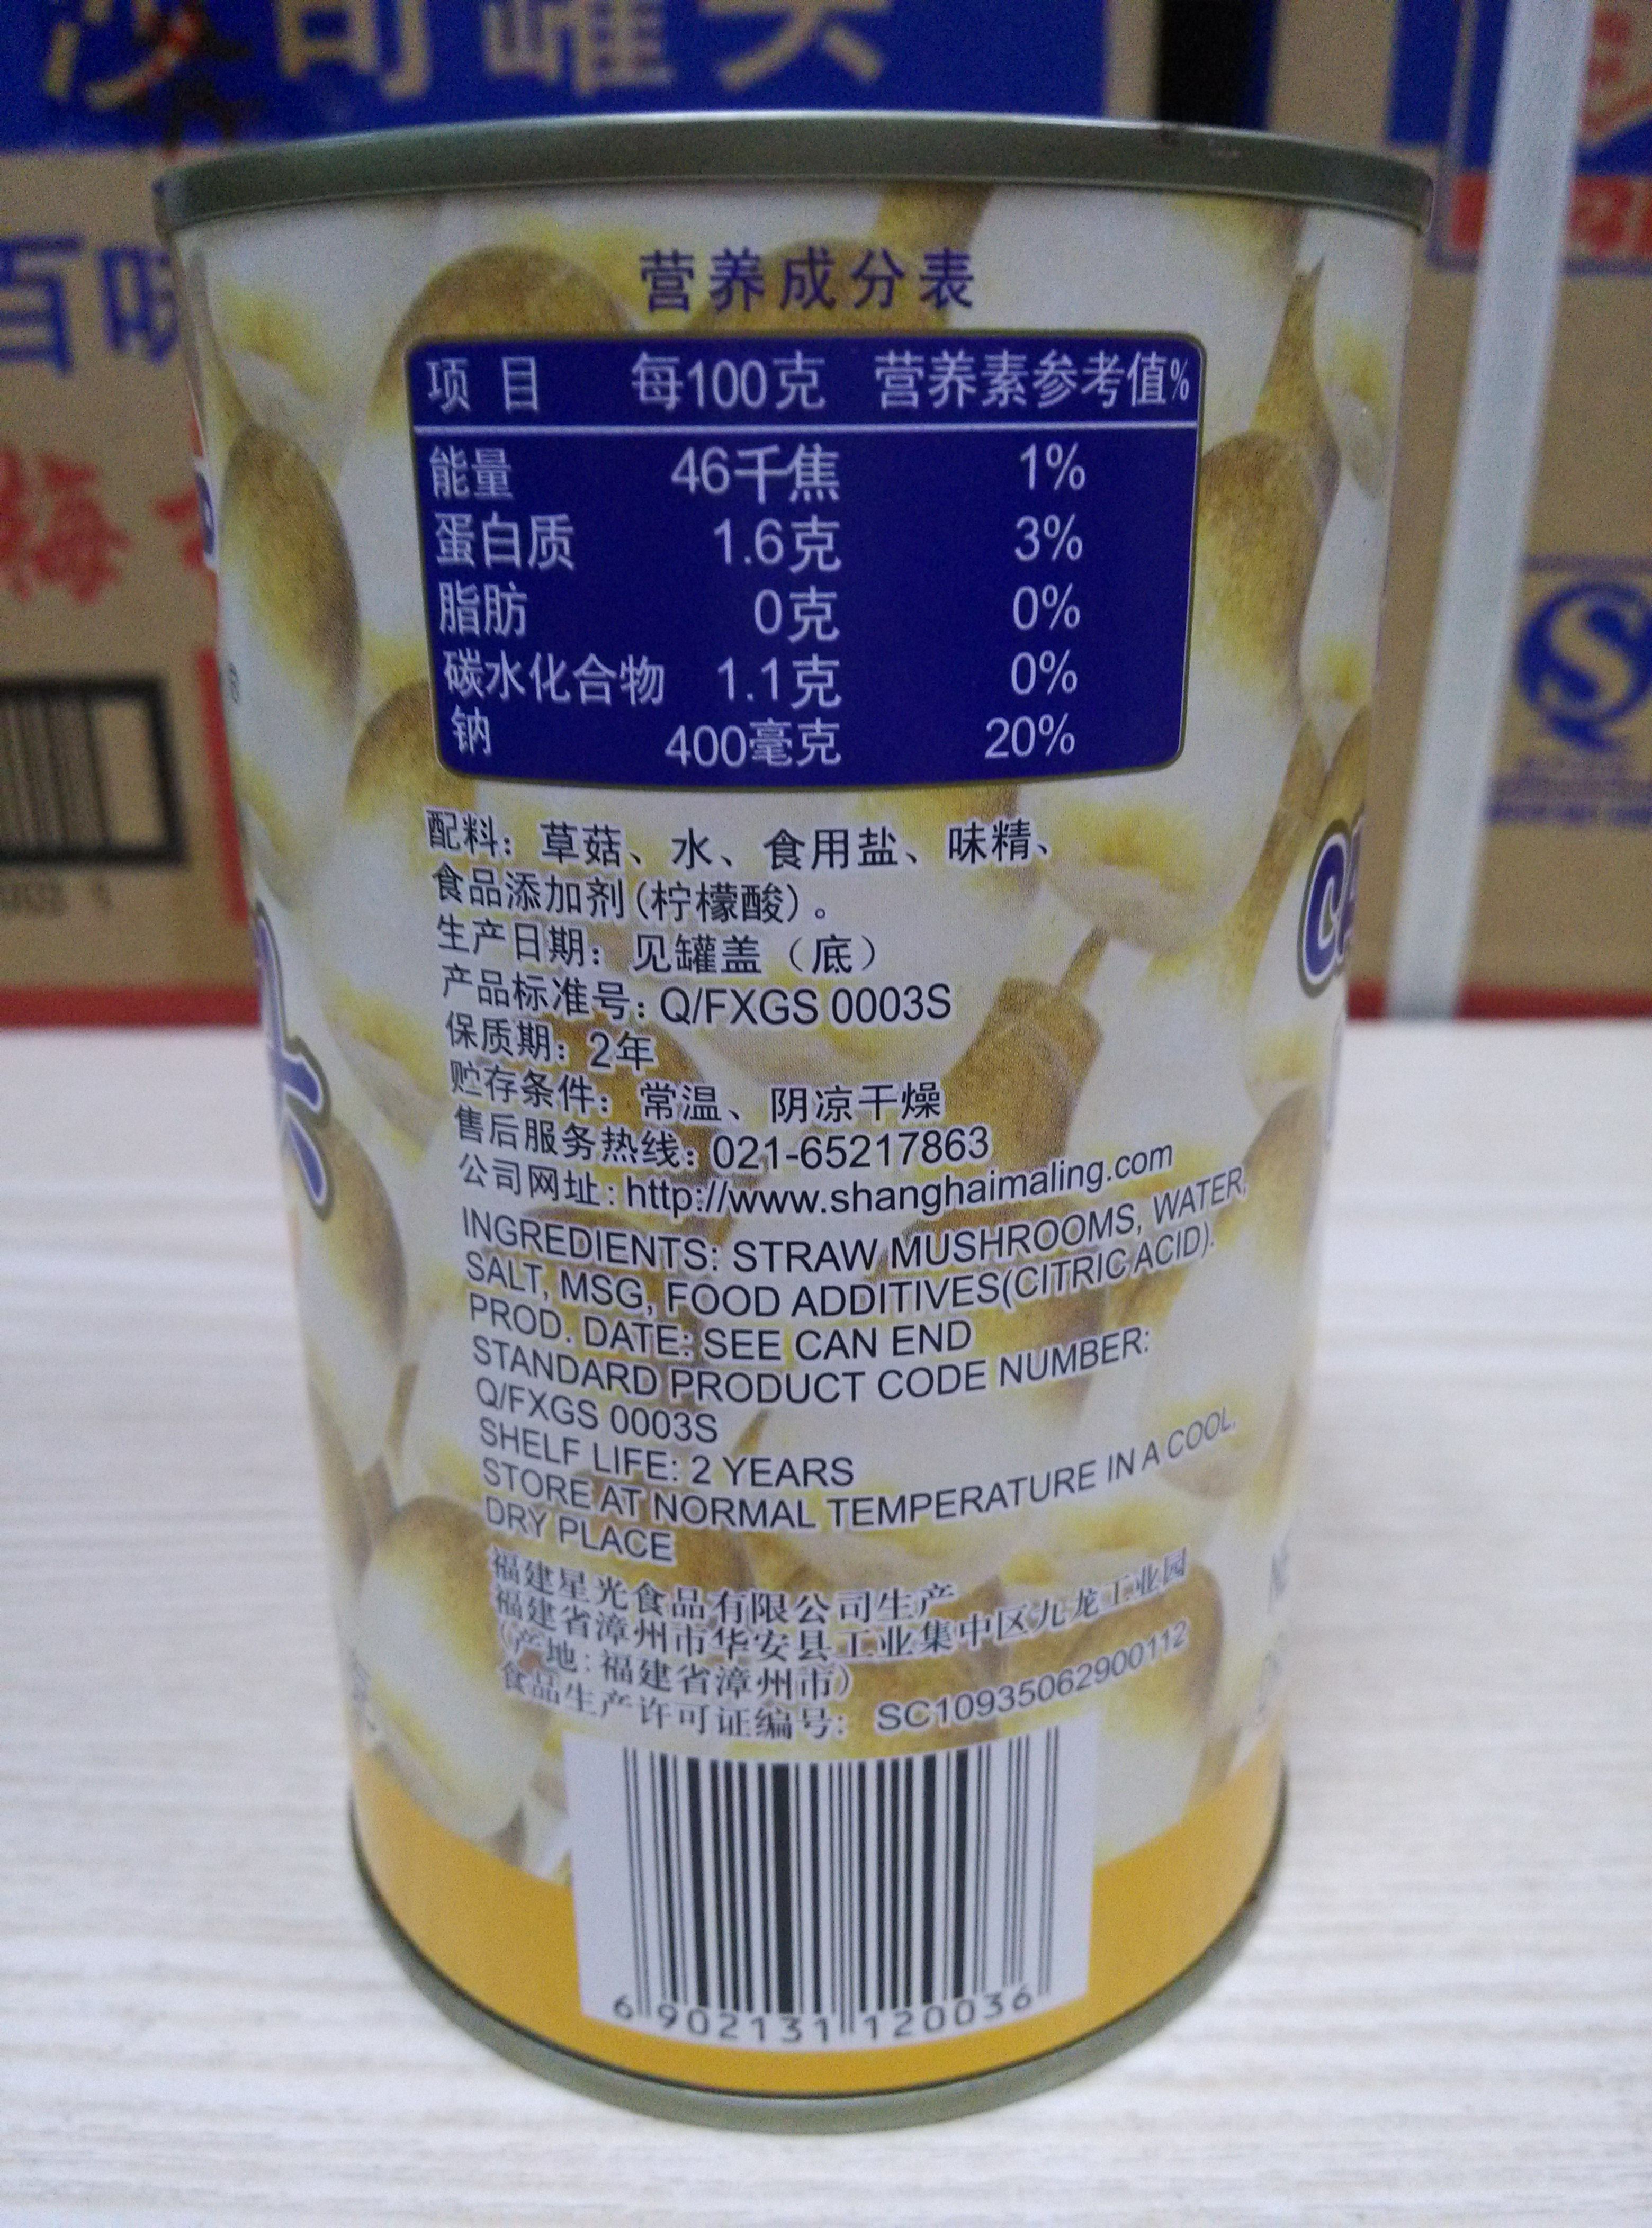 沙司罐头
百味
梅
营养成分表
项 目 每100克 营养素参考值%
能量 46千焦 1%
蛋白质 1.6克 3%
脂肪 0克 0%
碳水化合物 1.1克 0%
钠 400毫克 20%
配料：草菇、水、食用盐、味精、
食品添加剂(柠檬酸)。
生产日期：见罐盖（底）
产品标准号：Q/FXGS 0003S
保质期：2年
贮存条件：常温、阴凉干燥
售后服务热线：021-65217863
公司网址：http://www.shanghaimaling.com
INGREDIENTS: STRAW MUSHROOMS, WATER,
SALT, MSG, FOOD ADDITIVES(CITRIC ACID).
PROD. DATE: SEE CAN END
STANDARD PRODUCT CODE NUMBER:
Q/FXGS 0003S
SHELF LIFE: 2 YEARS
STORE AT NORMAL TEMPERATURE IN A COOL,
DRY PLACE
福建星光食品有限公司生产
福建省漳州市华安县工业集中区九龙工业园
(产地：福建省漳州市)
食品生产许可证编号： SC10935062900112
6 902131 120036